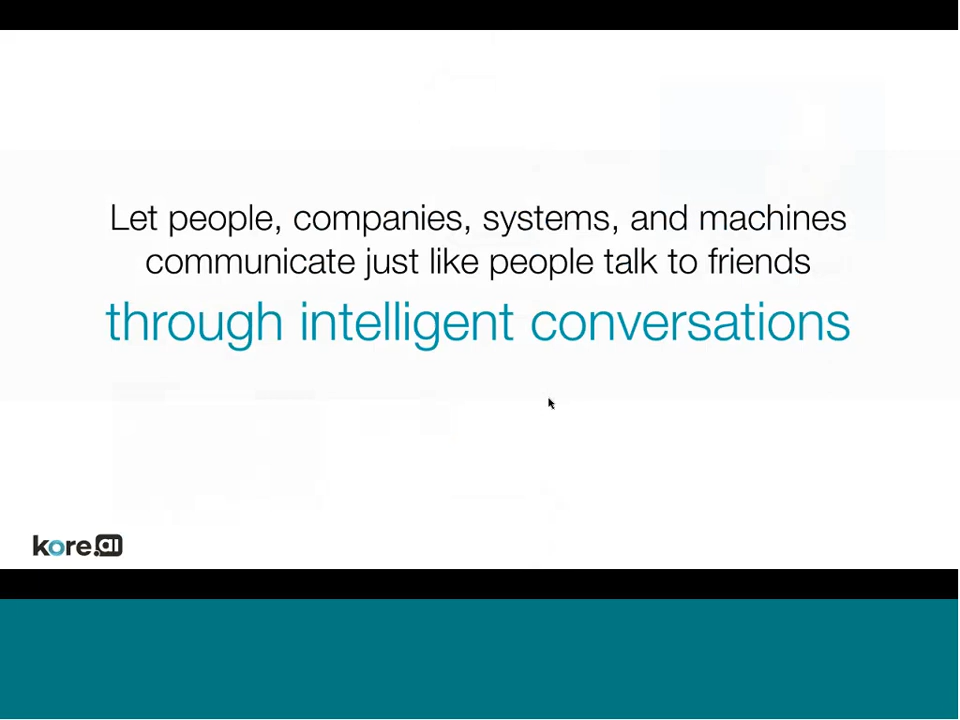 Let people, companies, systems, and machines
communicate just like people talk to friends
through intelligent conversations
kore.ai